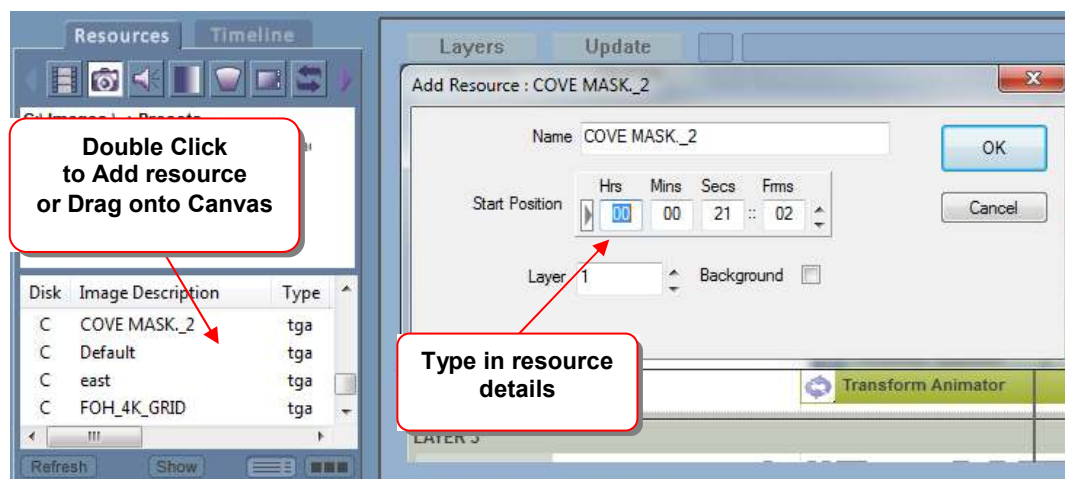 Resources Timeline
Layers Update
Add Resource : COVE MASK._2
Double Click
to Add resource
or Drag onto Canvas
Name COVE MASK._2
OK
Hrs Mins Secs Frms
Start Position 00 00 21 :: 02
Cancel
Layer 1 Background
Disk Image Description Type
C COVE MASK._2 tga
C Default tga
C east tga
C FOH_4K_GRID tga
Refresh Show
Type in resource
details
Transform Animator